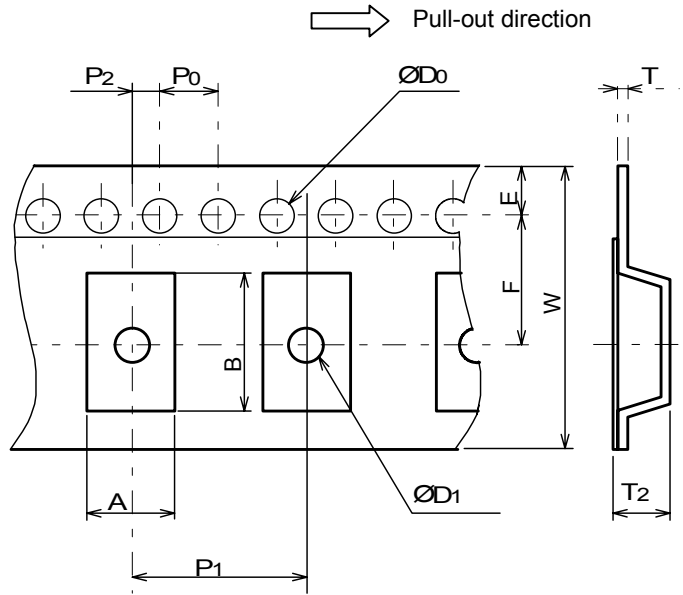 Pull-out direction
P2 P0 ØD0 T
E
F
W
B
A
ØD1
T2
P1